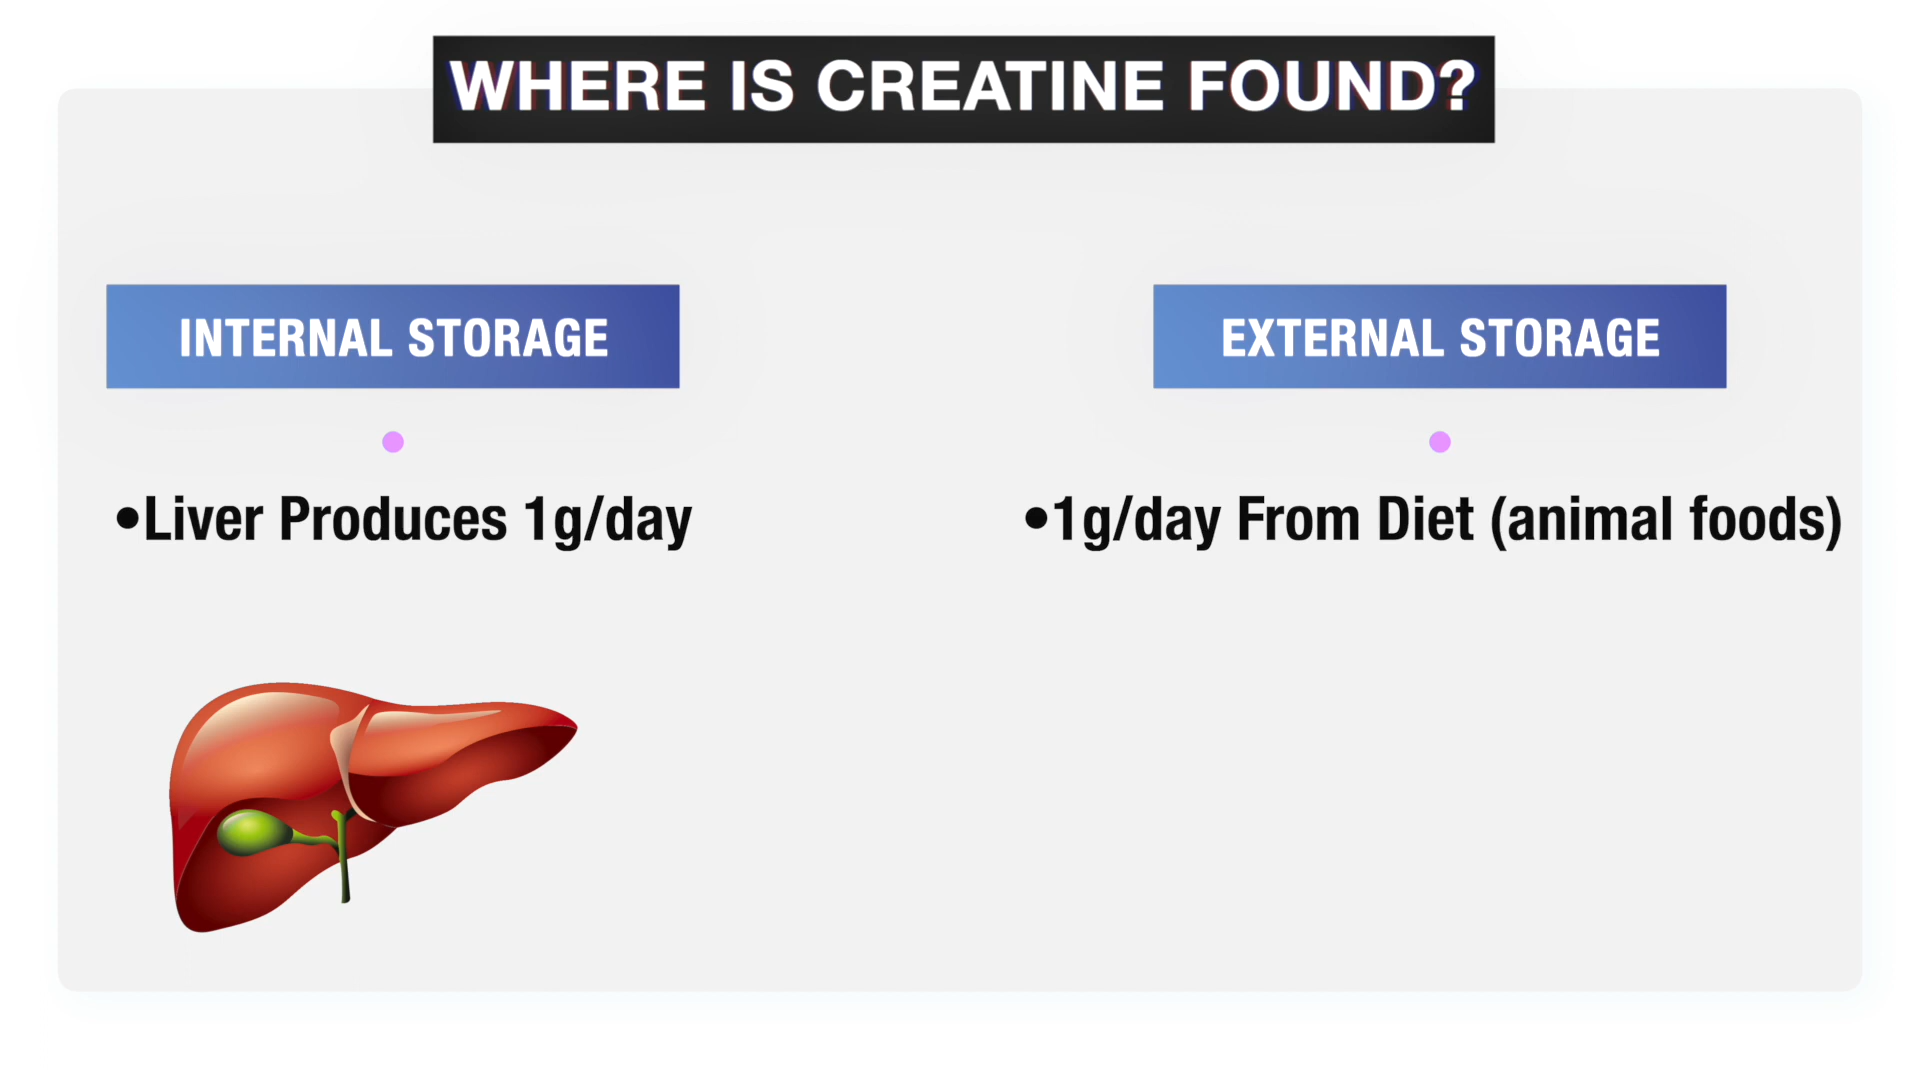 WHERE IS CREATINE FOUND?
INTERNAL STORAGE
•Liver Produces 1g/day
EXTERNAL STORAGE
•1g/day From Diet (animal foods)